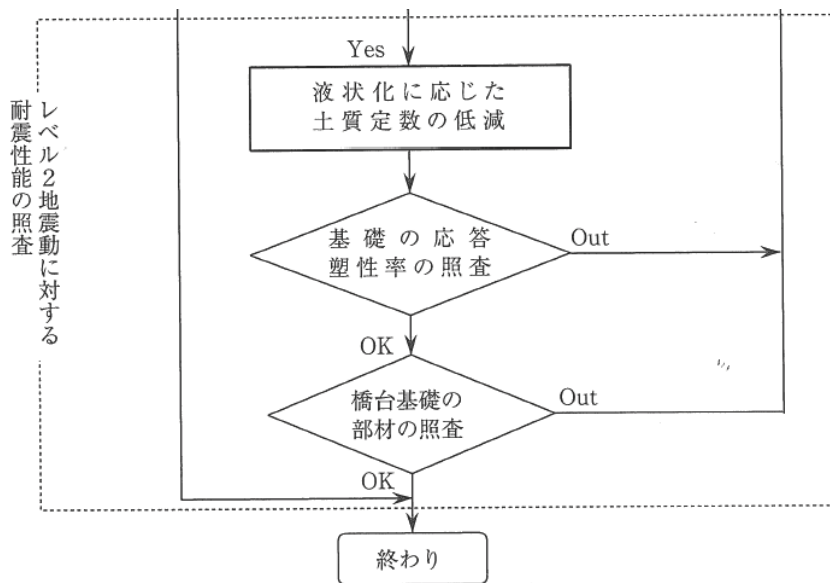 Yes
液状化に応じた
土質定数の低減
基礎の応答
塑性率の照査
Out
OK
橋台基礎の
部材の照査
Out
OK
終わり
レベル2地震動に対する
耐震性能の照査